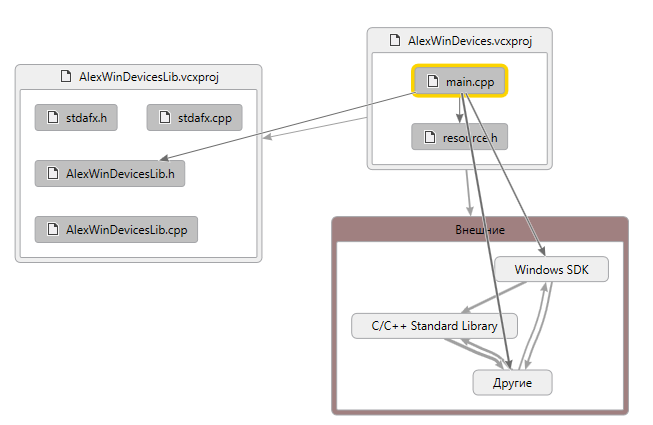 AlexWinDevices.vcxproj
main.cpp
resource.h
AlexWinDevicesLib.vcxproj
stdafx.h
stdafx.cpp
AlexWinDevicesLib.h
AlexWinDevicesLib.cpp
Внешние
Windows SDK
C/C++ Standard Library
Другие